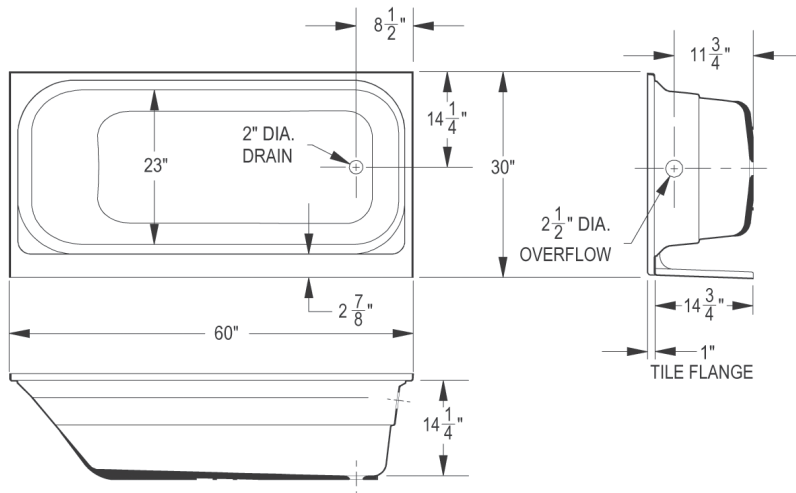 8 1/2"
11 3/4"
14 1/4"
2" DIA.
DRAIN
23"
30"
2 1/2" DIA.
OVERFLOW
2 7/8"
14 3/4"
60"
1"
TILE FLANGE
14 1/4"